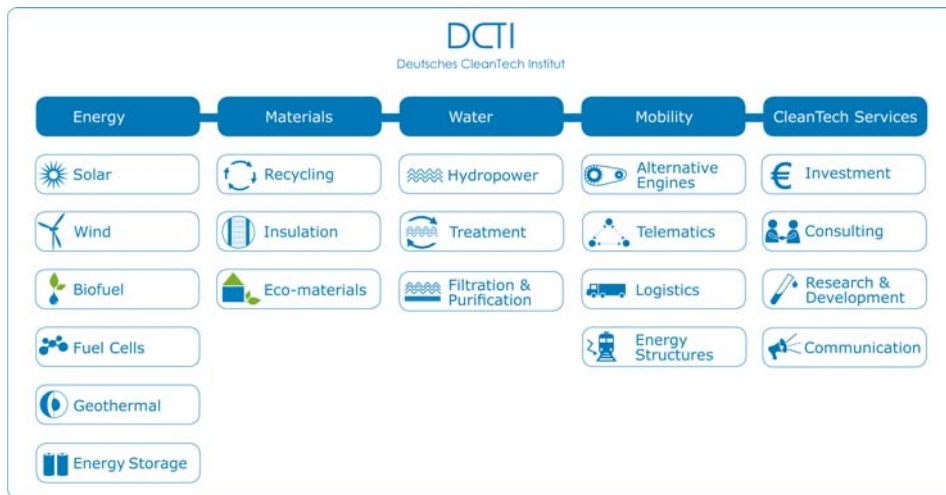 DCTI
Deutsches CleanTech Institut
Energy
Materials
Water
Mobility
CleanTech Services
Solar
Wind
Biofuel
Fuel Cells
Geothermal
Energy Storage
Recycling
Insulation
Eco-materials
Hydropower
Treatment
Filtration &
Purification
Alternative
Engines
Telematics
Logistics
Energy
Structures
€
Investment
Consulting
Research &
Development
Communication